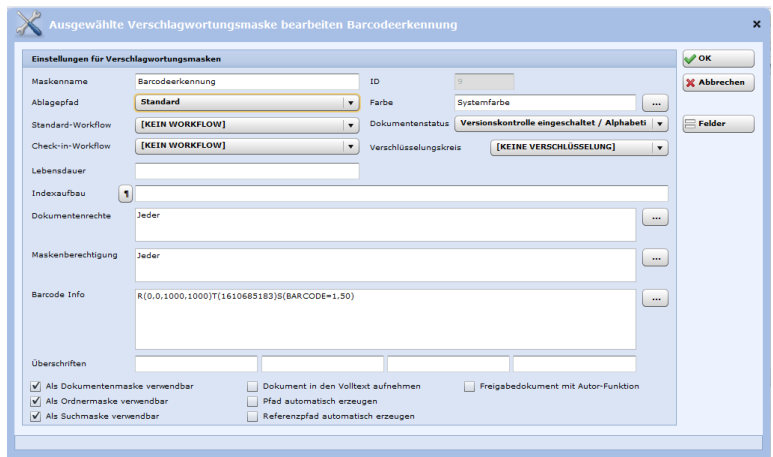 Ausgewählte Verschlagwortungsmaske bearbeiten Barcodeerkennung
Einstellungen für Verschlagwortungsmasken
OK
Maskenname Barcodeerkennung ID 9
Abbrechen
Ablagepfad Standard Farbe Systemfarbe ...
Standard-Workflow [KEIN WORKFLOW] Dokumentenstatus Versionskontrolle eingeschaltet / Alphabeti
Felder
Check-in-Workflow [KEIN WORKFLOW] Verschlüsselungskreis [KEINE VERSCHLÜSSELUNG]
Lebensdauer
Indexaufbau ¶
Dokumentenrechte Jeder ...
Maskenberechtigung Jeder ...
Barcode Info R(0,0,1000,1000)T(1610685183)S(BARCODE=1,50) ...
Überschriften
Als Dokumentenmaske verwendbar Dokument in den Volltext aufnehmen Freigabedokument mit Autor-Funktion
Als Ordnermaske verwendbar Pfad automatisch erzeugen
Als Suchmaske verwendbar Referenzpfad automatisch erzeugen